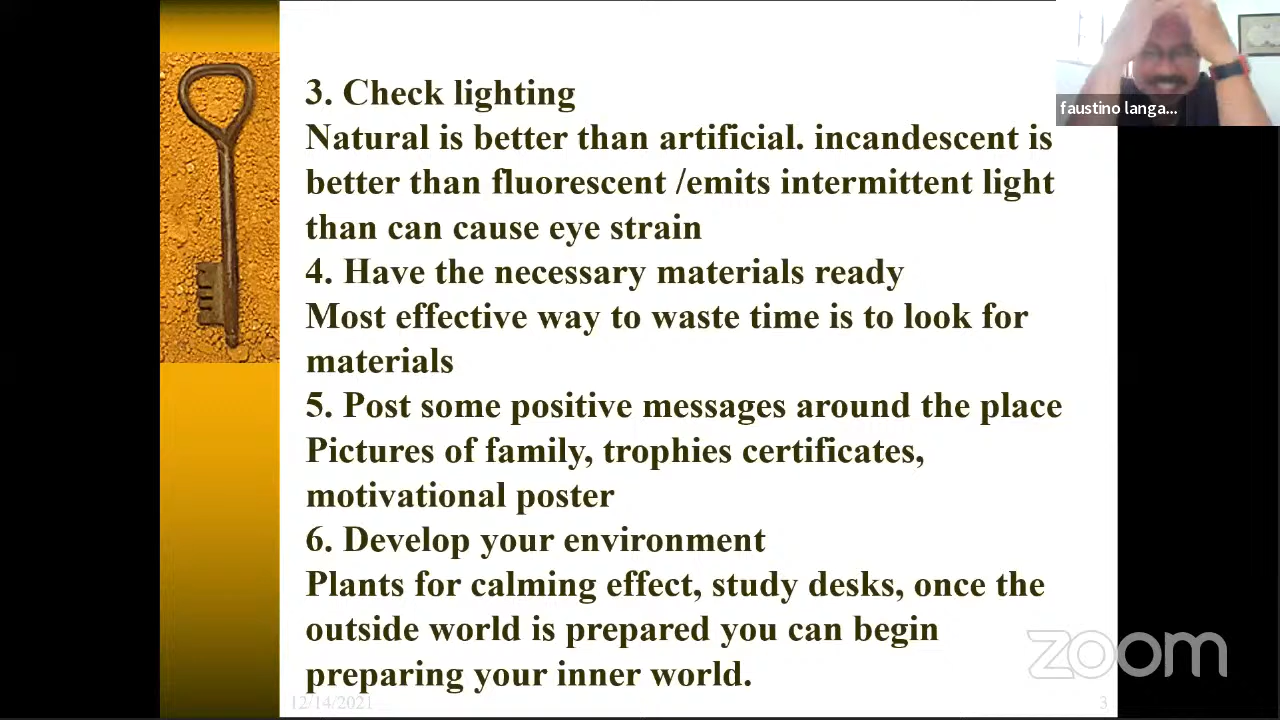 3. Check lighting
Natural is better than artificial. incandescent is
better than fluorescent /emits intermittent light
than can cause eye strain
4. Have the necessary materials ready
Most effective way to waste time is to look for
materials
5. Post some positive messages around the place
Pictures of family, trophies certificates,
motivational poster
6. Develop your environment
Plants for calming effect, study desks, once the
outside world is prepared you can begin
preparing your inner world.
faustino langa...
zoom
12/14/2021
3